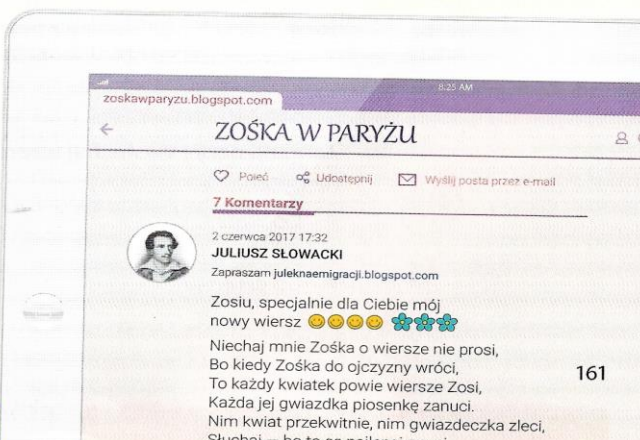 8:25 AM
zoskawparyzu.blogspot.com
ZOŚKA W PARYŻU
Poleć Udostępnij Wyślij posta przez e-mail
7 Komentarzy
2 czerwca 2017 17:32
JULIUSZ SŁOWACKI
Zapraszam juleknaemigracji.blogspot.com
Zosiu, specjalnie dla Ciebie mój
nowy wiersz
Niechaj mnie Zośka o wiersze nie prosi,
Bo kiedy Zośka do ojczyzny wróci,
To każdy kwiatek powie wiersze Zosi,
Każda jej gwiazdka piosenkę zanuci.
Nim kwiat przekwitnie, nim gwiazdeczka zleci,
161